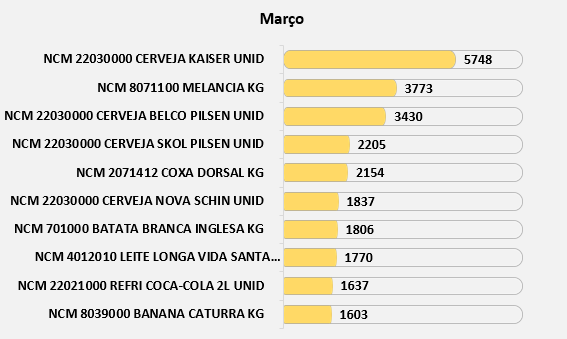 Março
NCM 22030000 CERVEJA KAISER UNID 5748
NCM 8071100 MELANCIA KG 3773
NCM 22030000 CERVEJA BELCO PILSEN UNID 3430
NCM 22030000 CERVEJA SKOL PILSEN UNID 2205
NCM 2071412 COXA DORSAL KG 2154
NCM 22030000 CERVEJA NOVA SCHIN UNID 1837
NCM 701000 BATATA BRANCA INGLESA KG 1806
NCM 4012010 LEITE LONGA VIDA SANTA... 1770
NCM 22021000 REFRI COCA-COLA 2L UNID 1637
NCM 8039000 BANANA CATURRA KG 1603